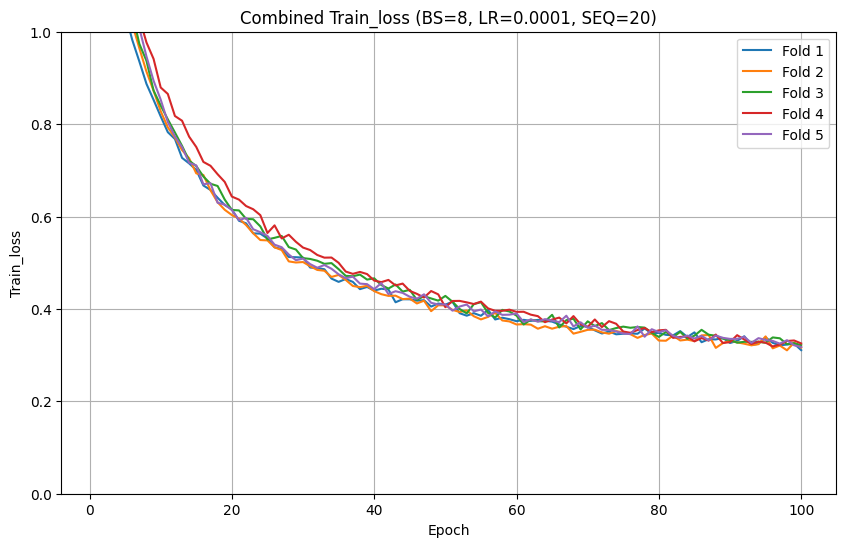 Combined Train_loss (BS=8, LR=0.0001, SEQ=20)
Train_loss
1.0
0.8
0.6
0.4
0.2
0.0
Fold 1
Fold 2
Fold 3
Fold 4
Fold 5
0 20 40 60 80 100
Epoch